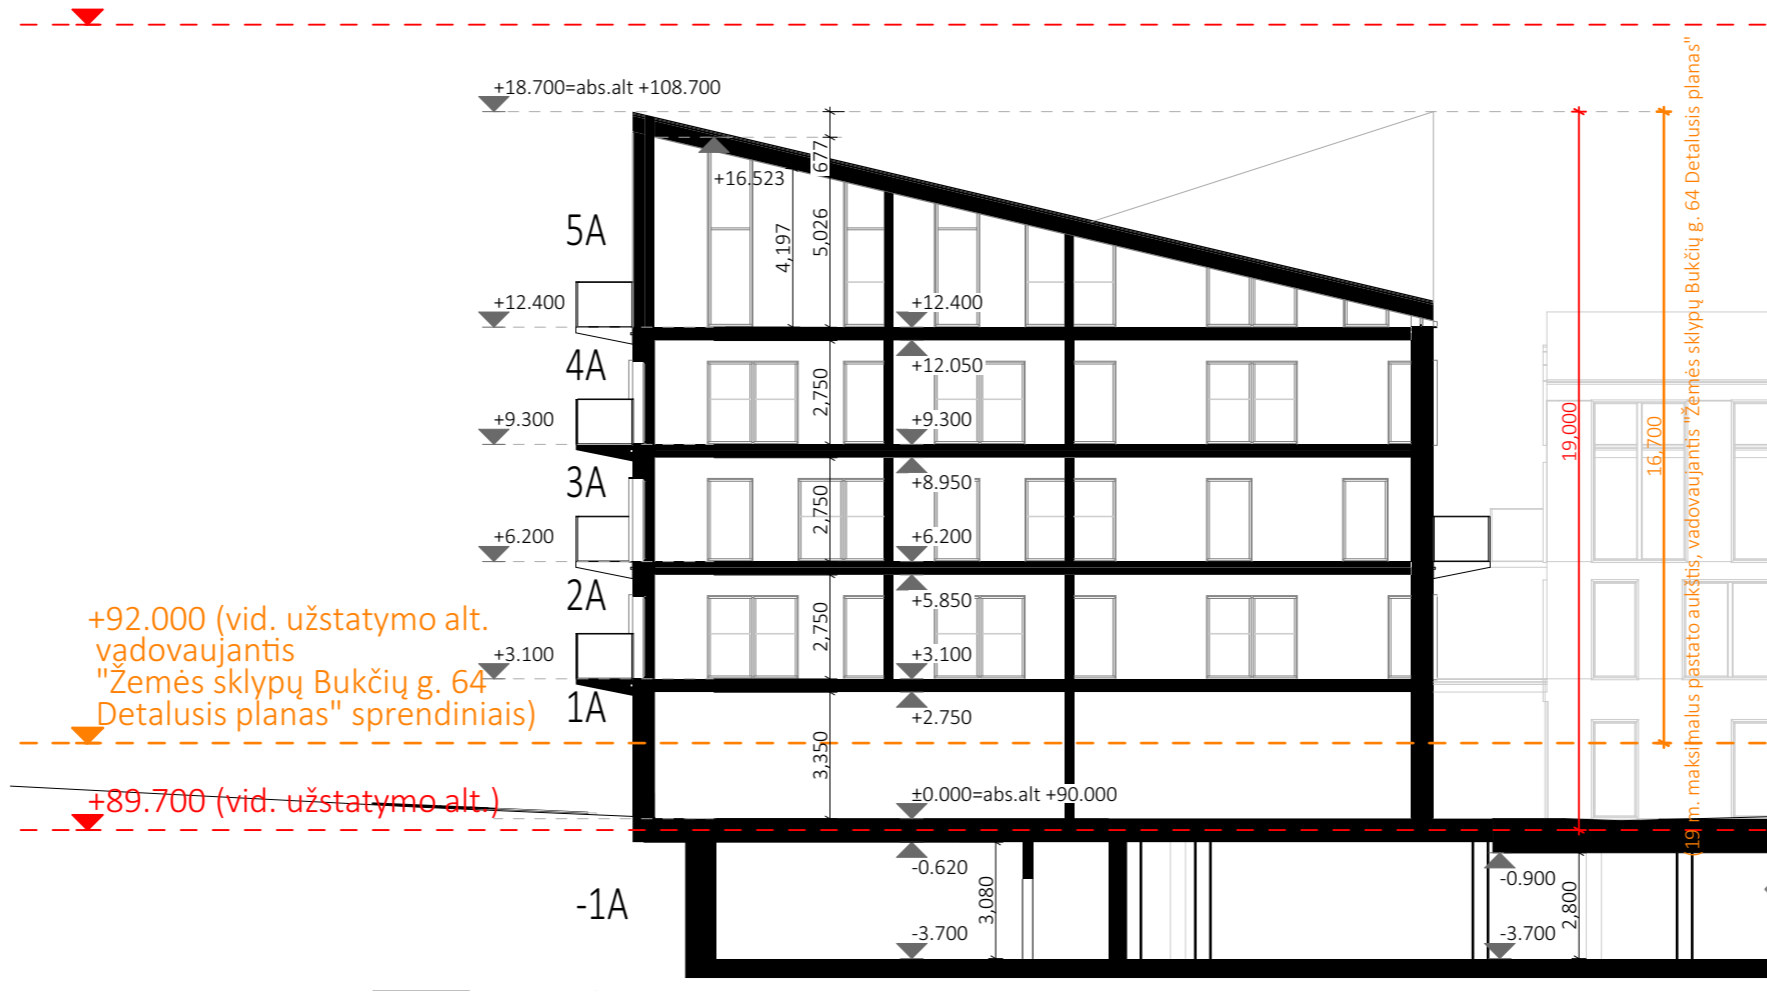 +18.700=abs.alt +108.700
677
+16.523
5A
4,197
5,026
+12.400
+12.400
4A
+12.050
2,750
+9.300
+9.300
3A
+8.950
2,750
+6.200
+6.200
2A
+5.850
2,750
+3.100
+3.100
1A
+2.750
3,350
±0.000=abs.alt +90.000
+92.000 (vid. užstatymo alt.
vadovaujantis
"Žemės sklypų Bukčių g. 64
Detalusis planas" sprendiniais)
+89.700 (vid. užstatymo alt.)
-0.620
-1A
3,080
-3.700
-0.900
2,800
-3.700
19,000
16,700
(19 m. maksimalus pastato aukštis, vadovaujantis "Žemės sklypų Bukčių g. 64 Detalusis planas"